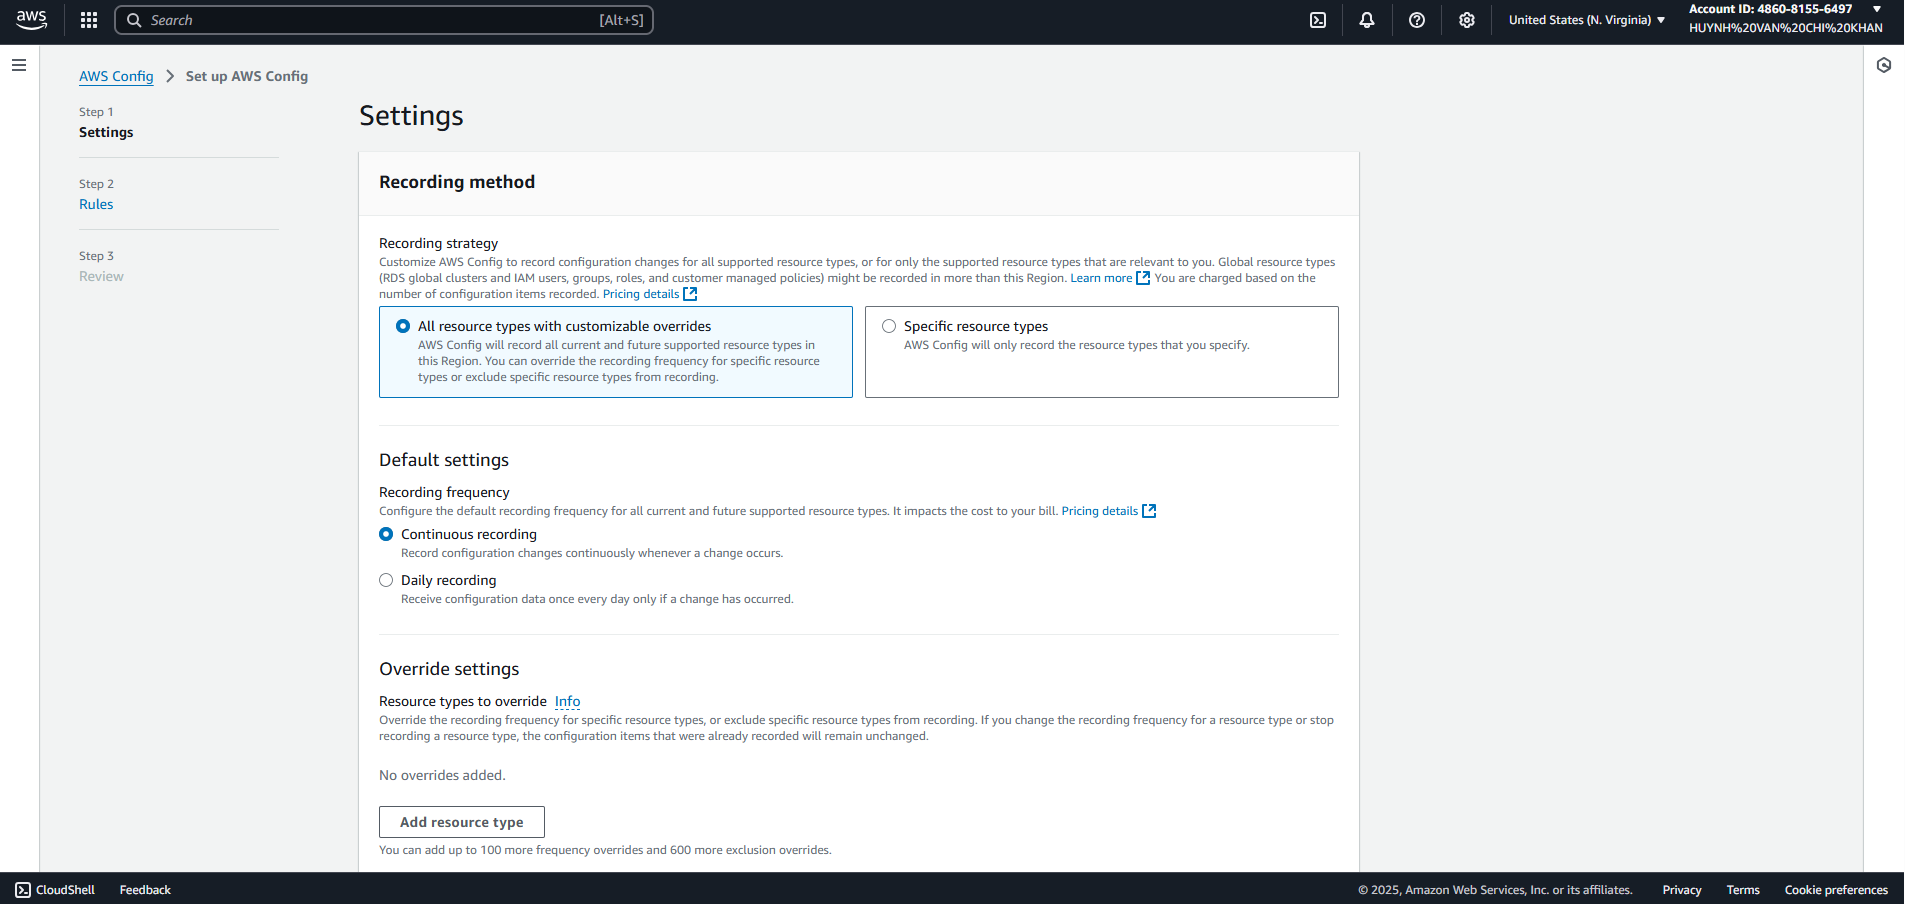 aws
Search
[Alt+S]
United States (N. Virginia)
Account ID: 4860-8155-6497
HUYNH%20VAN%20CHI%20KHAN
AWS Config
Set up AWS Config
Step 1
Settings
Step 2
Rules
Step 3
Review
Settings
Recording method
Recording strategy
Customize AWS Config to record configuration changes for all supported resource types, or for only the supported resource types that are relevant to you. Global resource types
(RDS global clusters and IAM users, groups, roles, and customer managed policies) might be recorded in more than this Region. Learn more You are charged based on the
number of configuration items recorded. Pricing details
All resource types with customizable overrides
AWS Config will record all current and future supported resource types in
this Region. You can override the recording frequency for specific resource
types or exclude specific resource types from recording.
Specific resource types
AWS Config will only record the resource types that you specify.
Default settings
Recording frequency
Configure the default recording frequency for all current and future supported resource types. It impacts the cost to your bill. Pricing details
Continuous recording
Record configuration changes continuously whenever a change occurs.
Daily recording
Receive configuration data once every day only if a change has occurred.
Override settings
Resource types to override Info
Override the recording frequency for specific resource types, or exclude specific resource types from recording. If you change the recording frequency for a resource type or stop
recording a resource type, the configuration items that were already recorded will remain unchanged.
No overrides added.
Add resource type
You can add up to 100 more frequency overrides and 600 more exclusion overrides.
CloudShell
Feedback
© 2025, Amazon Web Services, Inc. or its affiliates.
Privacy
Terms
Cookie preferences